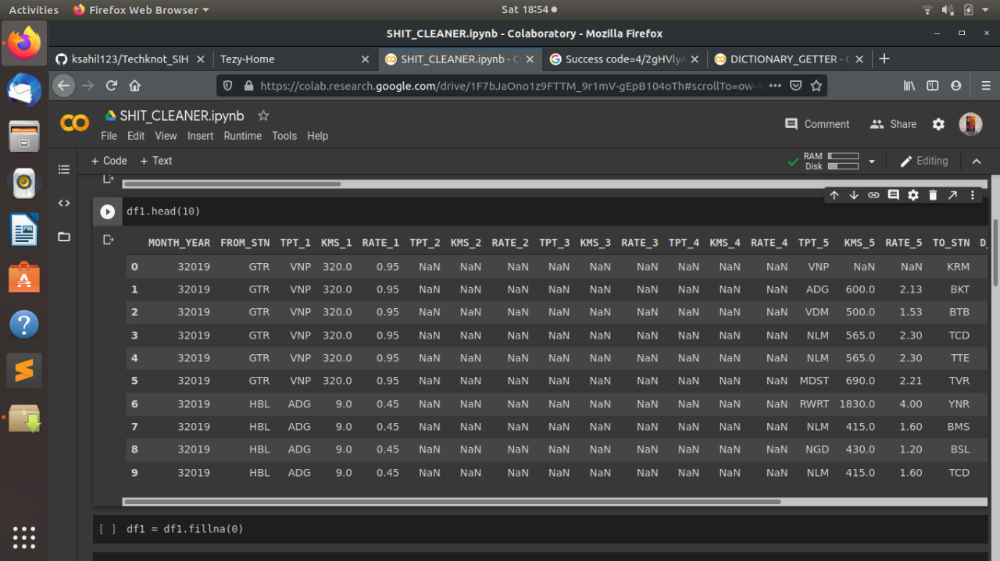 Activities Firefox Web Browser Sat 18:54
SHIT_CLEANER.ipynb - Colaboratory - Mozilla Firefox
ksahil123/Techknot_SIH Tezy-Home SHIT_CLEANER.ipynb - C Success code=4/2gHVlyA DICTIONARY_GETTER - C
https://colab.research.google.com/drive/1F7bJaOno1z9FTTM_9r1mV-gEpB104oTh#scrollTo=ow-4
CO SHIT_CLEANER.ipynb
Comment Share
File Edit View Insert Runtime Tools Help
+ Code + Text RAM Disk Editing
df1.head(10)
MONTH_YEAR FROM_STN TPT_1 KMS_1 RATE_1 TPT_2 KMS_2 RATE_2 TPT_3 KMS_3 RATE_3 TPT_4 KMS_4 RATE_4 TPT_5 KMS_5 RATE_5 TO_STN D_
0 32019 GTR VNP 320.0 0.95 NaN NaN NaN NaN NaN NaN NaN NaN NaN VNP NaN NaN KRM
1 32019 GTR VNP 320.0 0.95 NaN NaN NaN NaN NaN NaN NaN NaN NaN ADG 600.0 2.13 BKT
2 32019 GTR VNP 320.0 0.95 NaN NaN NaN NaN NaN NaN NaN NaN NaN VDM 500.0 1.53 BTB
3 32019 GTR VNP 320.0 0.95 NaN NaN NaN NaN NaN NaN NaN NaN NaN NLM 565.0 2.30 TCD
4 32019 GTR VNP 320.0 0.95 NaN NaN NaN NaN NaN NaN NaN NaN NaN NLM 565.0 2.30 TTE
5 32019 GTR VNP 320.0 0.95 NaN NaN NaN NaN NaN NaN NaN NaN NaN MDST 690.0 2.21 TVR
6 32019 HBL ADG 9.0 0.45 NaN NaN NaN NaN NaN NaN NaN NaN NaN RWRT 1830.0 4.00 YNR
7 32019 HBL ADG 9.0 0.45 NaN NaN NaN NaN NaN NaN NaN NaN NaN NLM 415.0 1.60 BMS
8 32019 HBL ADG 9.0 0.45 NaN NaN NaN NaN NaN NaN NaN NaN NaN NGD 430.0 1.20 BSL
9 32019 HBL ADG 9.0 0.45 NaN NaN NaN NaN NaN NaN NaN NaN NaN NLM 415.0 1.60 TCD
[ ] df1 = df1.fillna(0)